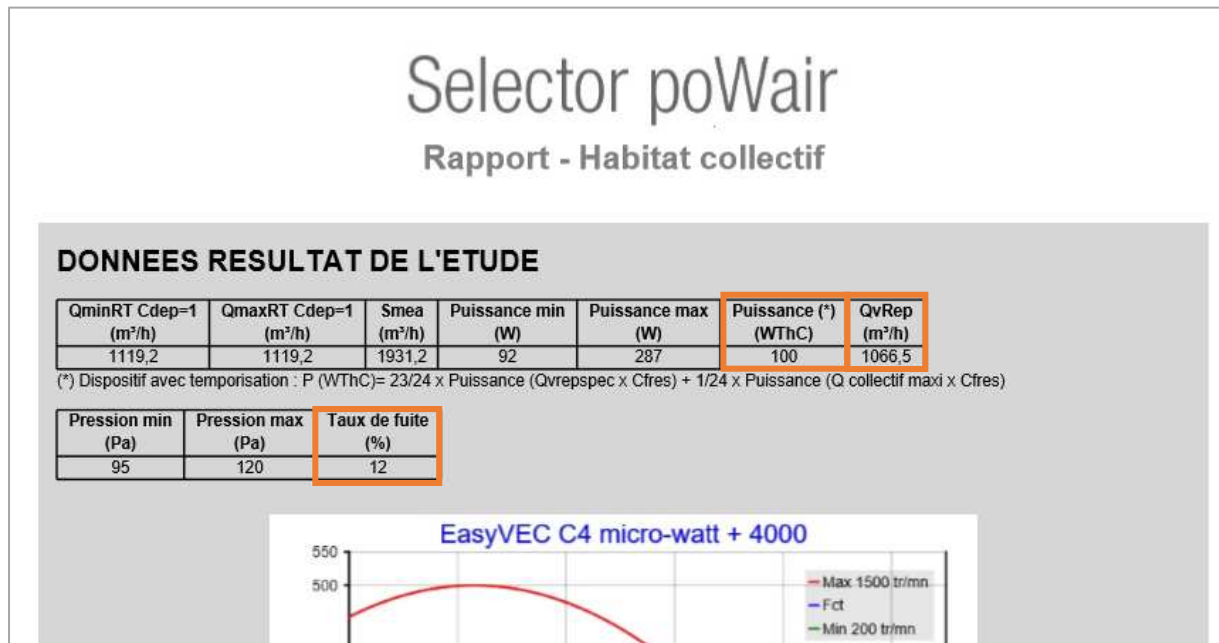 Selector poWair
Rapport - Habitat collectif
DONNEES RESULTAT DE L'ETUDE
QminRT Cdep=1 (m³/h) QmaxRT Cdep=1 (m³/h) Smea (m³/h) Puissance min (W) Puissance max (W) Puissance (*) (WThC) QvRep (m³/h)
1119,2 1119,2 1931,2 92 287 100 1066,5
(*) Dispositif avec temporisation : P (WThC)= 23/24 x Puissance (Qvrepspec x Cfres) + 1/24 x Puissance (Q collectif maxi x Cfres)
Pression min (Pa) Pression max (Pa) Taux de fuite (%)
95 120 12
EasyVEC C4 micro-watt + 4000
550
500
Max 1500 tr/mn
Fct
Min 200 tr/mn